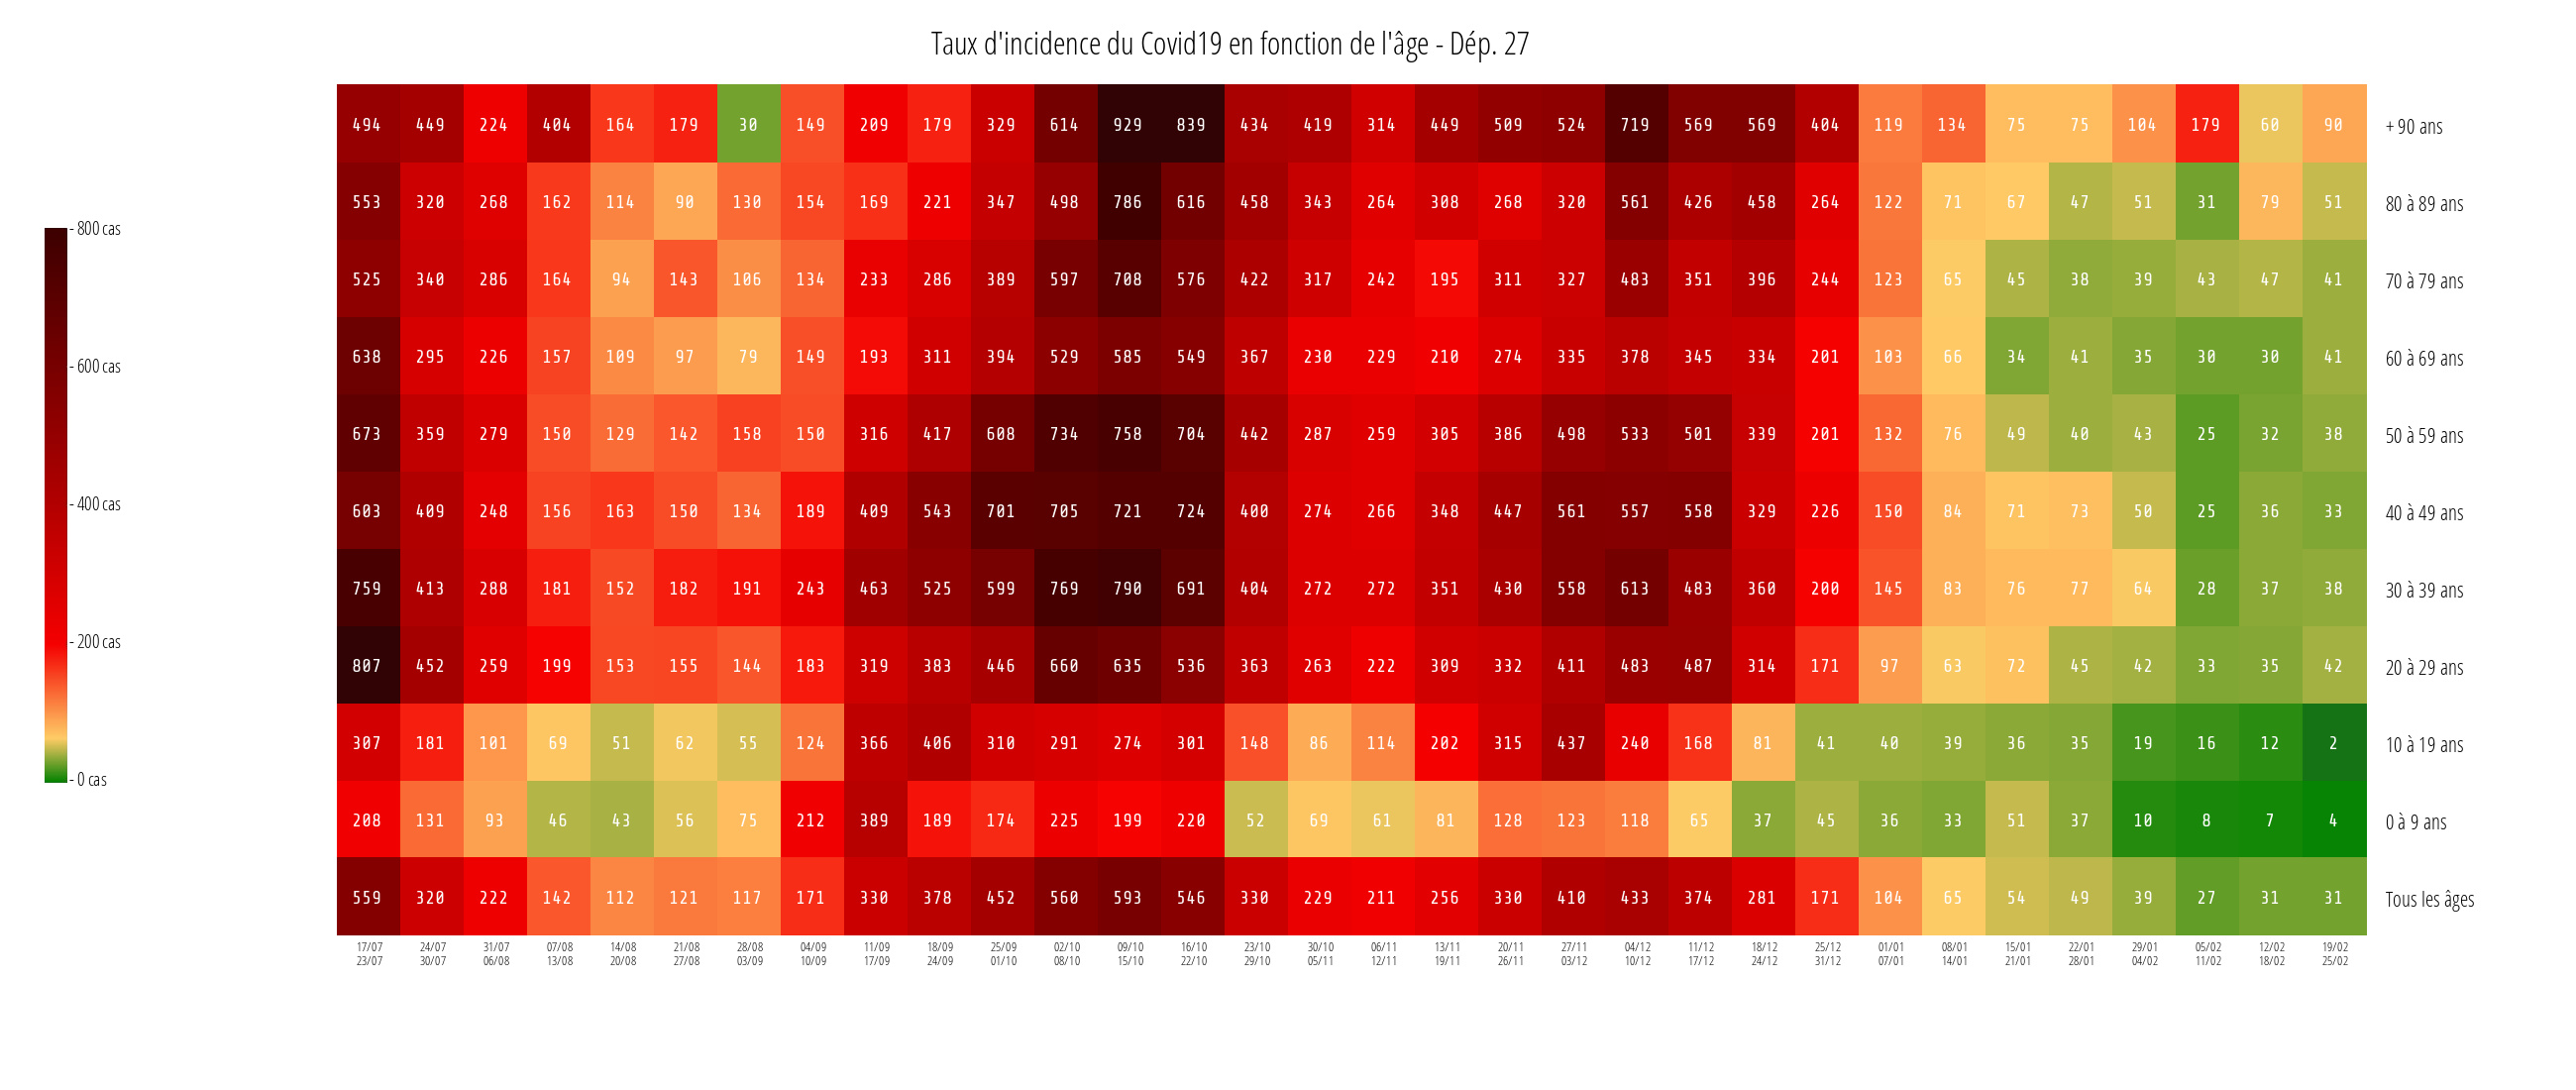 Taux d'incidence du Covid19 en fonction de l'âge - Dép. 27
- 800 cas
- 600 cas
- 400 cas
- 200 cas
- 0 cas
494 449 224 404 164 179 30 149 209 179 329 614 929 839 434 419 314 449 509 524 719 569 569 404 119 134 75 75 104 179 60 90 + 90 ans
553 320 268 162 114 90 130 154 169 221 347 498 786 616 458 343 264 308 268 320 561 426 458 264 122 71 67 47 51 31 79 51 80 à 89 ans
525 340 286 164 94 143 106 134 233 286 389 597 708 576 422 317 242 195 311 327 483 351 396 244 123 65 45 38 39 43 47 41 70 à 79 ans
638 295 226 157 109 97 79 149 193 311 394 529 585 549 367 230 229 210 274 335 378 345 334 201 103 66 34 41 35 30 30 41 60 à 69 ans
673 359 279 150 129 142 158 150 316 417 608 734 758 704 442 287 259 305 386 498 533 501 339 201 132 76 49 40 43 25 32 38 50 à 59 ans
603 409 248 156 163 150 134 189 409 543 701 705 721 724 400 274 266 348 447 561 557 558 329 226 150 84 71 73 50 25 36 33 40 à 49 ans
759 413 288 181 152 182 191 243 463 525 599 769 790 691 404 272 272 351 430 558 613 483 360 200 145 83 76 77 64 28 37 38 30 à 39 ans
807 452 259 199 153 155 144 183 319 383 446 660 635 536 363 263 222 309 332 411 483 487 314 171 97 63 72 45 42 33 35 42 20 à 29 ans
307 181 101 69 51 62 55 124 366 406 310 291 274 301 148 86 114 202 315 437 240 168 81 41 40 39 36 35 19 16 12 2 10 à 19 ans
208 131 93 46 43 56 75 212 389 189 174 225 199 220 52 69 61 81 128 123 118 65 37 45 36 33 51 37 10 8 7 4 0 à 9 ans
559 320 222 142 112 121 117 171 330 378 452 560 593 546 330 229 211 256 330 410 433 374 281 171 104 65 54 49 39 27 31 31 Tous les âges
17/07 24/07 31/07 07/08 14/08 21/08 28/08 04/09 11/09 18/09 25/09 02/10 09/10 16/10 23/10 30/10 06/11 13/11 20/11 27/11 04/12 11/12 18/12 25/12 01/01 08/01 15/01 22/01 29/01 05/02 12/02 19/02
23/07 30/07 06/08 13/08 20/08 27/08 03/09 10/09 17/09 24/09 01/10 08/10 15/10 22/10 29/10 05/11 12/11 19/11 26/11 03/12 10/12 17/12 24/12 31/12 07/01 14/01 21/01 28/01 04/02 11/02 18/02 25/02